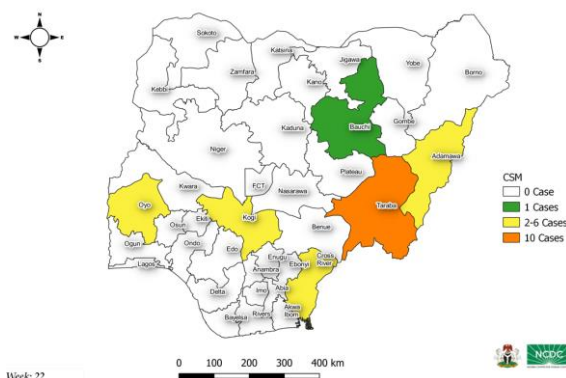 N
W E
S
Sokoto
Katsina
Jigawa
Yobe
Borno
Zamfara
Kano
Kebbi
Bauchi
Gombe
Kaduna
Niger
Adamawa
Plateau
FCT
Nasarawa
Kwara
Taraba
Oyo
Kogi
Ekiti
Osun
Benue
Ogun
Ondo
Edo
Enugu
Ebonyi
Cross
River
Lagos
Anambra
Delta
Imo
Abia
Akwa
Ibom
Bayelsa
Rivers
CSM
0 Case
1 Cases
2-6 Cases
10 Cases
Week: 22
0 100 200 300 400 km
NCDC